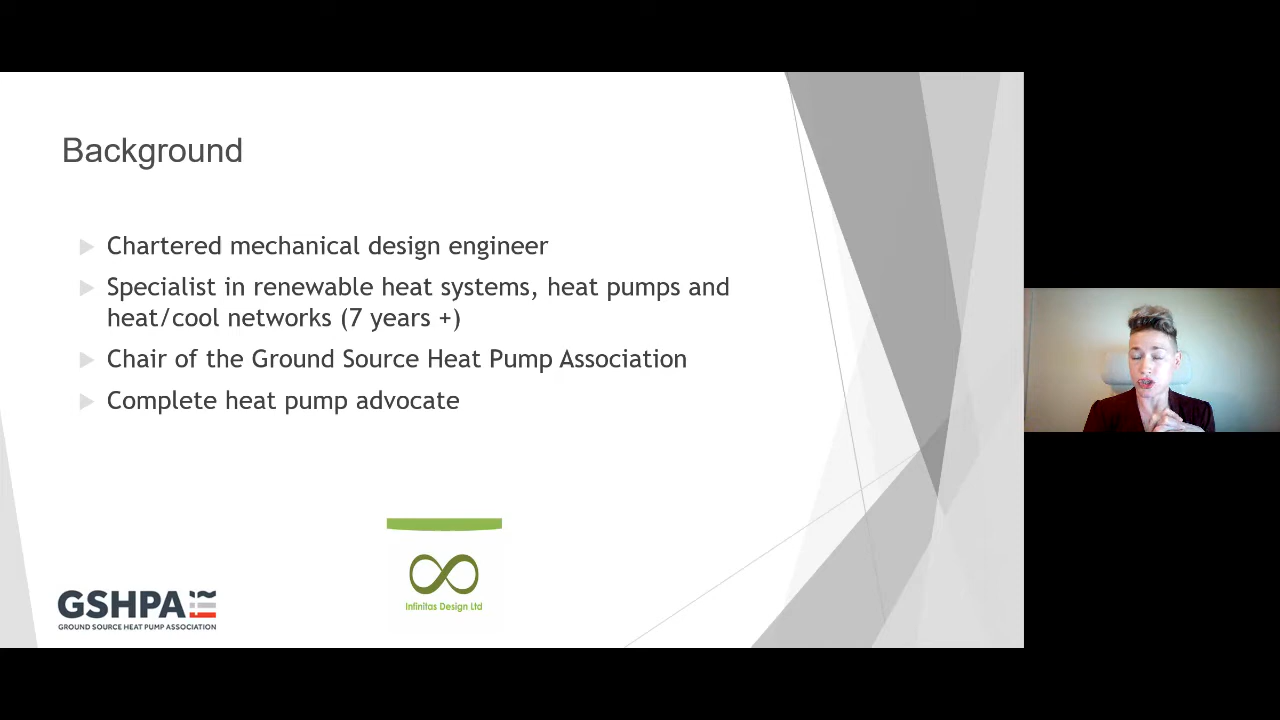 Background
Chartered mechanical design engineer
Specialist in renewable heat systems, heat pumps and
heat/cool networks (7 years +)
Chair of the Ground Source Heat Pump Association
Complete heat pump advocate
Infinitas Design Ltd
GSHPA
GROUND SOURCE HEAT PUMP ASSOCIATION